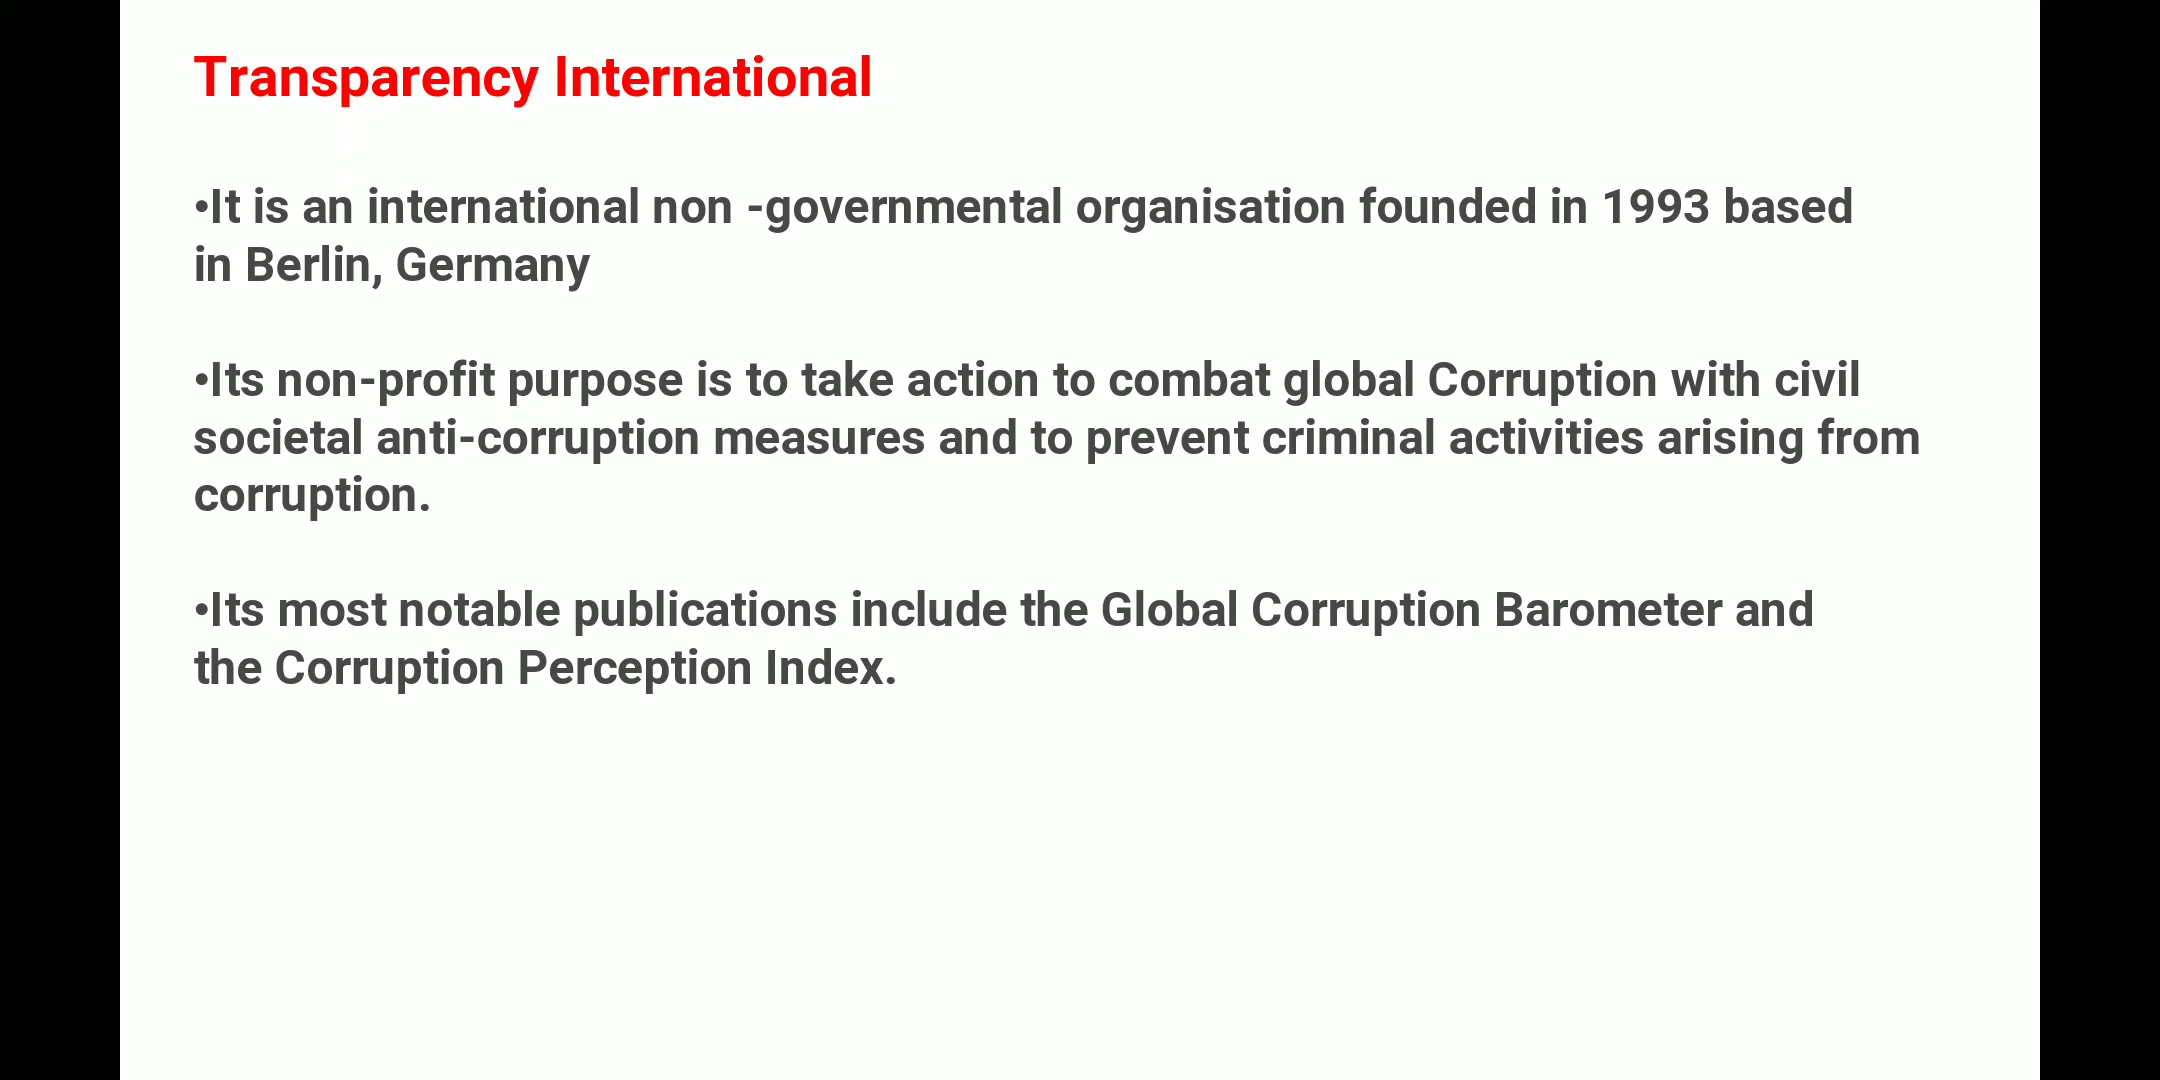 Transparency International
•It is an international non -governmental organisation founded in 1993 based
in Berlin, Germany
•Its non-profit purpose is to take action to combat global Corruption with civil
societal anti-corruption measures and to prevent criminal activities arising from
corruption.
•Its most notable publications include the Global Corruption Barometer and
the Corruption Perception Index.